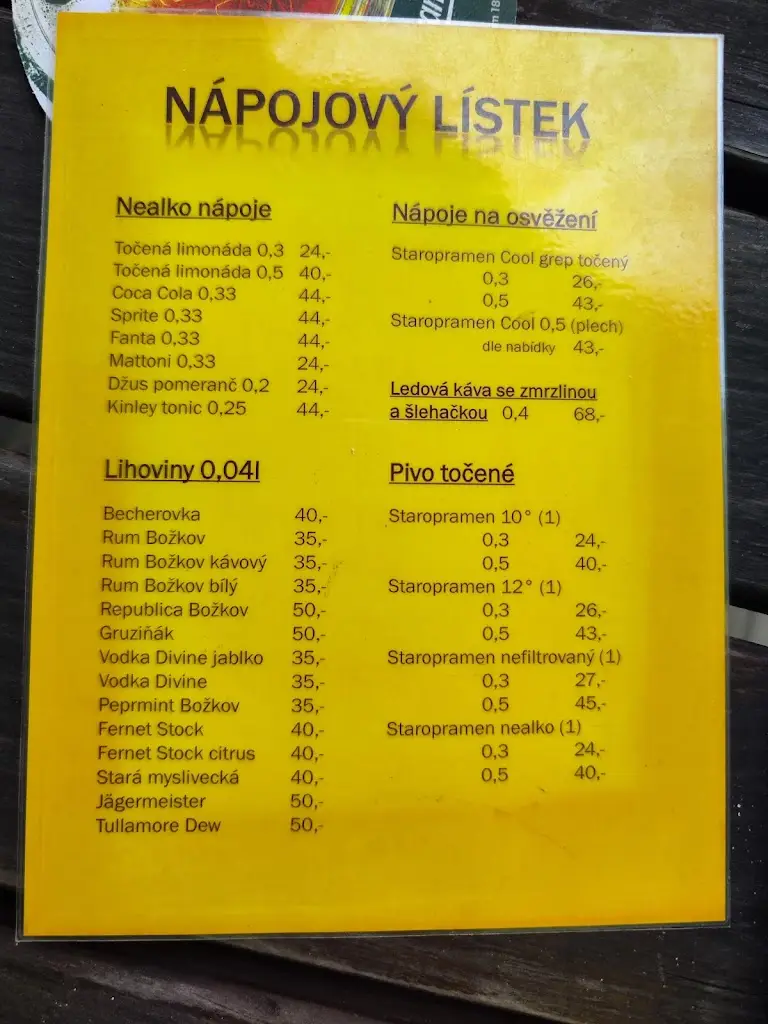 NÁPOJOVÝ LÍSTEK
Nealko nápoje
Točená limonáda 0,3 24,-
Točená limonáda 0,5 40,-
Coca Cola 0,33 44,-
Sprite 0,33 44,-
Fanta 0,33 44,-
Mattoni 0,33 24,-
Džus pomeranč 0,2 24,-
Kinley tonic 0,25 44,-
Lihoviny 0,04l
Becherovka 40,-
Rum Božkov 35,-
Rum Božkov kávový 35,-
Rum Božkov bílý 35,-
Republica Božkov 50,-
Gruziňák 50,-
Vodka Divine jablko 35,-
Vodka Divine 35,-
Peprmint Božkov 35,-
Fernet Stock 40,-
Fernet Stock citrus 40,-
Stará myslivecká 40,-
Jägermeister 50,-
Tullamore Dew 50,-
Nápoje na osvěžení
Staropramen Cool grep točený
0,3 26,-
0,5 43,-
Staropramen Cool 0,5 (plech)
dle nabídky 43,-
Ledová káva se zmrzlinou
a šlehačkou 0,4 68,-
Pivo točené
Staropramen 10° (1)
0,3 24,-
0,5 40,-
Staropramen 12° (1)
0,3 26,-
0,5 43,-
Staropramen nefiltrovaný (1)
0,3 27,-
0,5 45,-
Staropramen nealko (1)
0,3 24,-
0,5 40,-